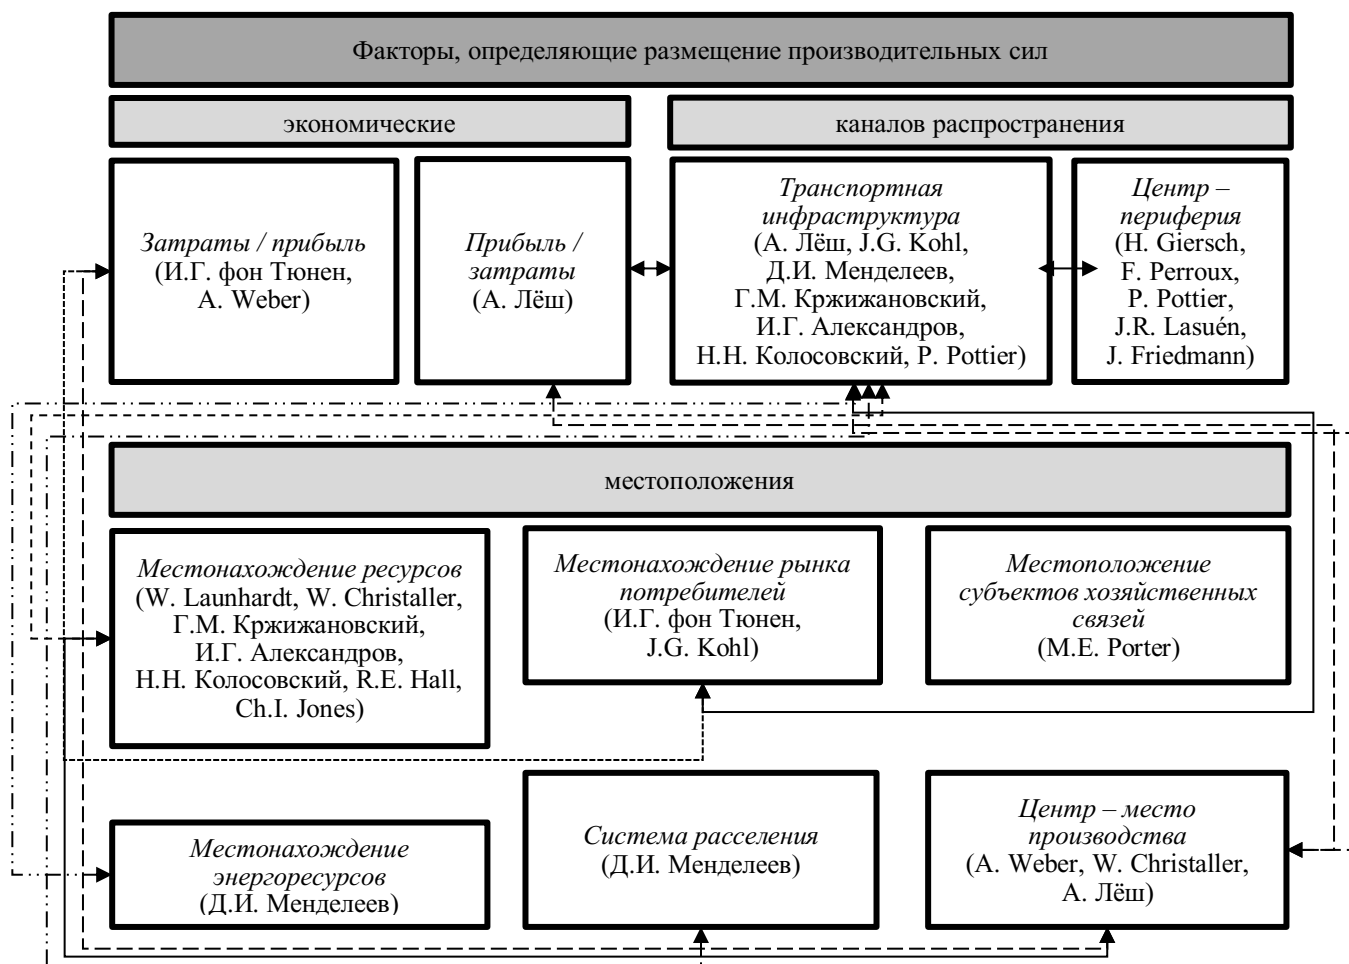 Факторы, определяющие размещение производительных сил
экономические
каналов распространения
Затраты / прибыль
(И.Г. фон Тюнен,
A. Weber)
Прибыль /
затраты
(А. Лёш)
Транспортная
инфраструктура
(А. Лёш, J.G. Kohl,
Д.И. Менделеев,
Г.М. Кржижановский,
И.Г. Александров,
Н.Н. Колосовский, P. Pottier)
Центр –
периферия
(H. Giersch,
F. Perroux,
P. Pottier,
J.R. Lasuén,
J. Friedmann)
местоположения
Местонахождение ресурсов
(W. Launhardt, W. Christaller,
Г.М. Кржижановский,
И.Г. Александров,
Н.Н. Колосовский, R.E. Hall,
Ch.I. Jones)
Местонахождение рынка
потребителей
(И.Г. фон Тюнен,
J.G. Kohl)
Местоположение
субъектов хозяйственных
связей
(M.E. Porter)
Местонахождение
энергоресурсов
(Д.И. Менделеев)
Система расселения
(Д.И. Менделеев)
Центр – место
производства
(A. Weber, W. Christaller,
А. Лёш)